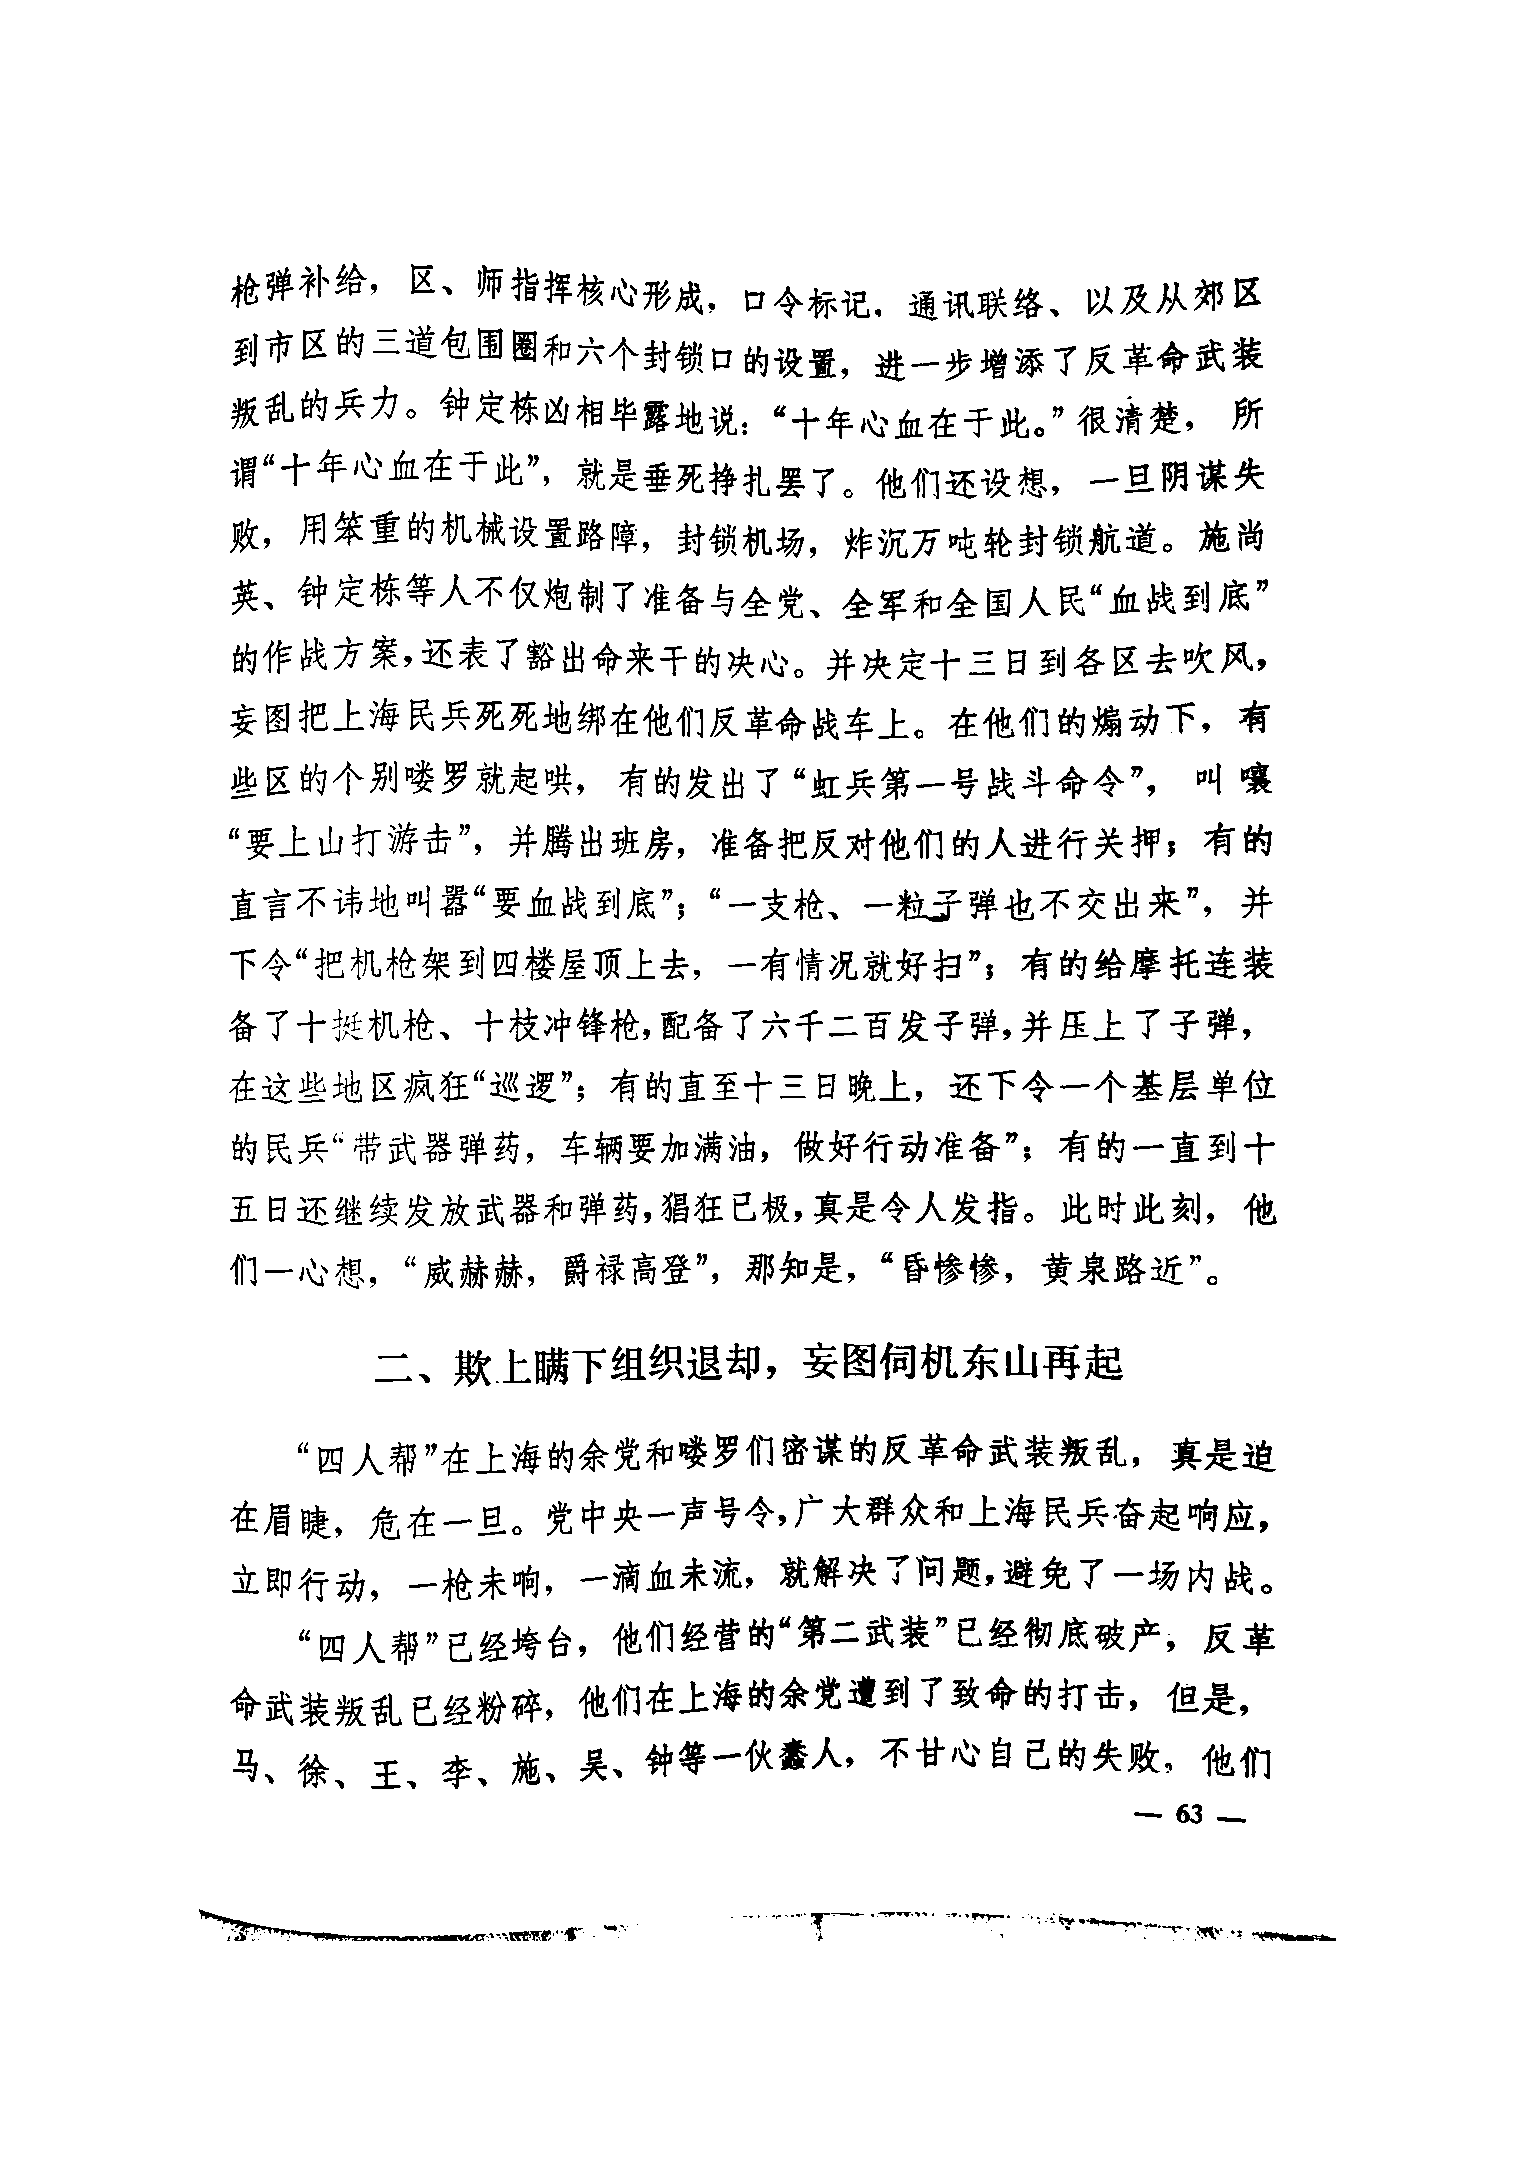 枪弹补给，区、师指挥核心形成，口令标记，通讯联络、以及从郊区
到市区的三道包围圈和六个封锁口的设置，进一步增添了反革命武装
叛乱的兵力。钟定栋凶相毕露地说：“十年心血在于此。”很清楚，所
谓“十年心血在于此”，就是垂死挣扎罢了。他们还设想，一旦阴谋失
败，用笨重的机械设置路障，封锁机场，炸沉万吨轮封锁航道。施尚
英、钟定栋等人不仅炮制了准备与全党、全军和全国人民“血战到底”
的作战方案，还表了豁出命来干的决心。并决定十三日到各区去吹风，
妄图把上海民兵死死地绑在他们反革命战车上。在他们的煽动下，有
些区的个别喽罗就起哄，有的发出了“虹兵第一号战斗命令”，叫嚷
“要上山打游击”，并腾出班房，准备把反对他们的人进行关押；有的
直言不讳地叫嚣“要血战到底”；“一支枪、一粒子弹也不交出来”，并
下令“把机枪架到四楼屋顶上去，一有情况就好扫”；有的给摩托连装
备了十挺机枪、十枝冲锋枪，配备了六千二百发子弹，并压上了子弹，
在这些地区疯狂“巡逻”；有的直至十三日晚上，还下令一个基层单位
的民兵“带武器弹药，车辆要加满油，做好行动准备”；有的一直到十
五日还继续发放武器和弹药，猖狂已极，真是令人发指。此时此刻，他
们一心想，“威赫赫，爵禄高登”，那知是，“昏惨惨，黄泉路近”。
二、欺上瞒下组织退却，妄图伺机东山再起
“四人帮”在上海的余党和喽罗们密谋的反革命武装叛乱，真是迫
在眉睫，危在一旦。党中央一声号令，广大群众和上海民兵奋起响应，
立即行动，一枪未响，一滴血未流，就解决了问题，避免了一场内战。
“四人帮”已经垮台，他们经营的“第二武装”已经彻底破产，反革
命武装叛乱已经粉碎，他们在上海的余党遭到了致命的打击，但是，
马、徐、王、李、施、吴、钟等一伙蠢人，不甘心自己的失败，他们
— 63 —